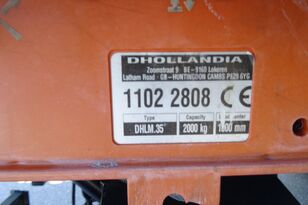 DHOLLANDIA
Zoomstraat 9 BE-9160 Lokeren
Latham Road - GB - HUNTINGDON CAMBS PE29 6YG
1102 2808 CE
Type Capacity
DHLM.35 2000 kg mm